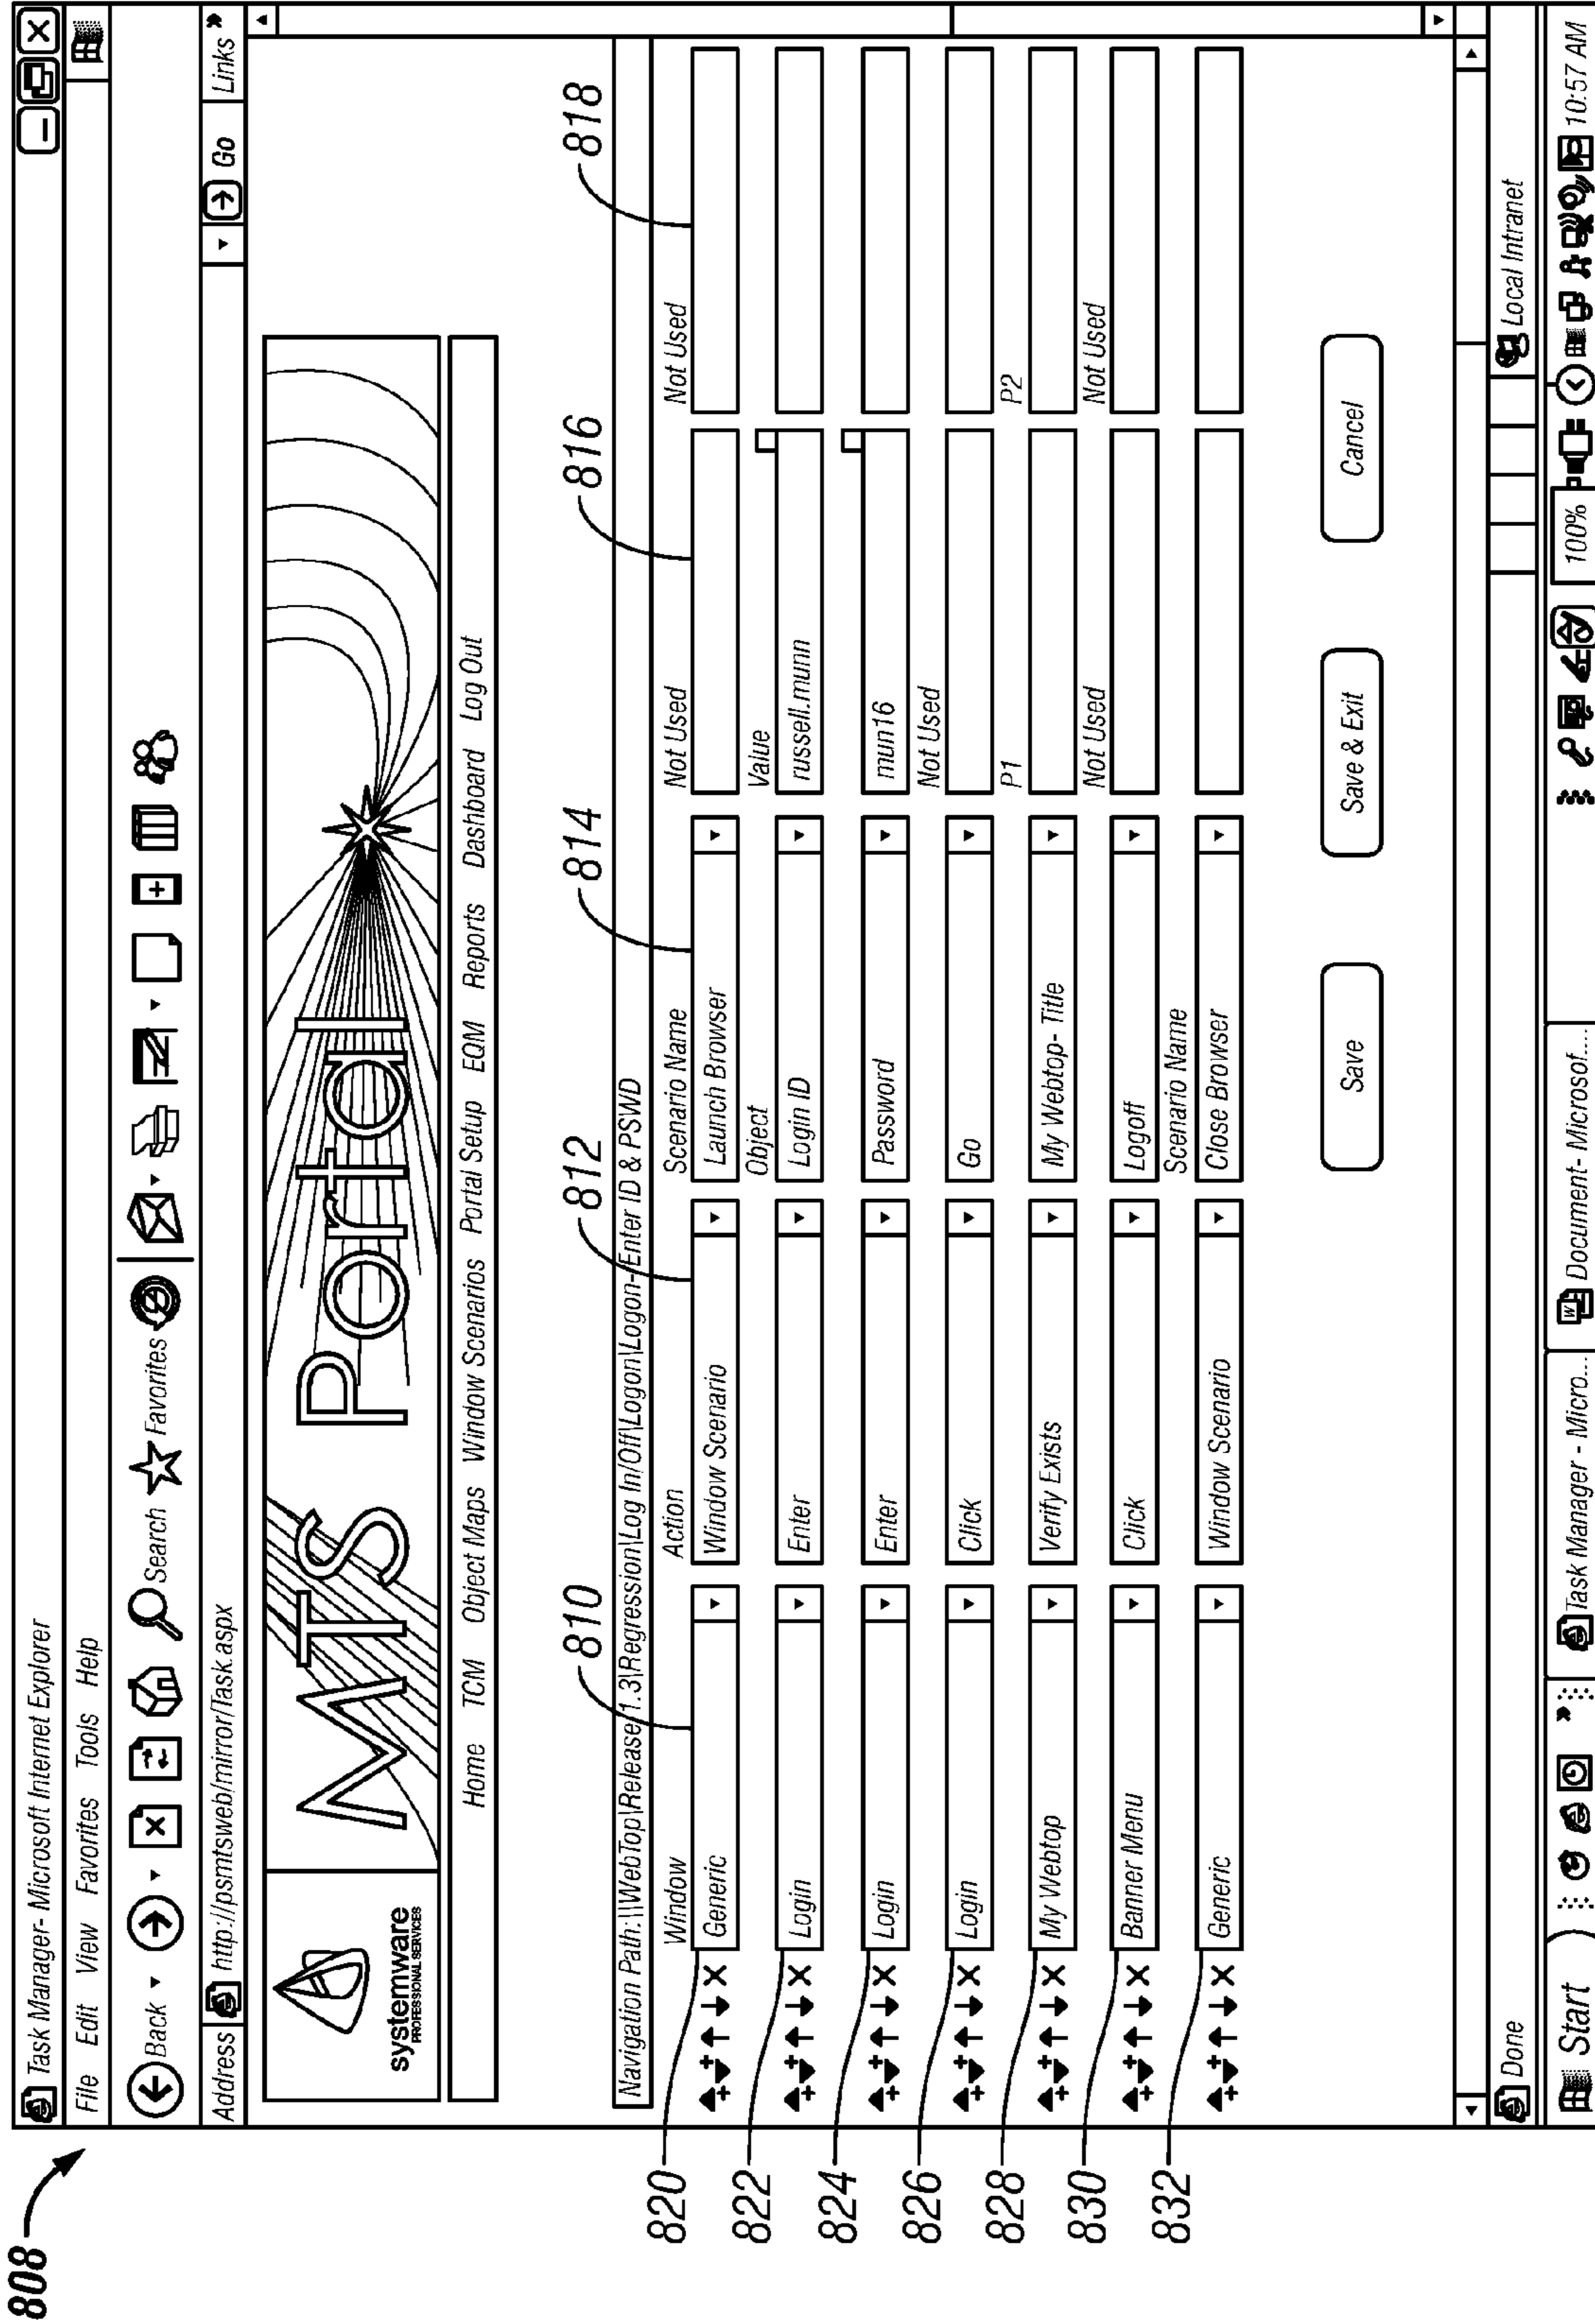 808
Task Manager- Microsoft Internet Explorer
File Edit View Favorites Tools Help
Back Search Favorites
Address http://psmtsweb/mirror/Task.aspx Go Links »
systemware
PROFESSIONAL SERVICES
MTS Portal
Home TCM Object Maps Window Scenarios Portal Setup EQM Reports Dashboard Log Out
810 812 814 816 818
Navigation Path:\\WebTop\Release 1.3\Regression\Log In/Off\Logon\Logon-Enter ID & PSWD
Window Action Scenario Name Not Used Not Used
820 Generic Window Scenario Launch Browser
Object Value
822 Login Enter Login ID russell.munn
824 Login Enter Password mun16
Not Used
826 Login Click Go
P1 P2
828 My Webtop Verify Exists My Webtop- Title
Not Used Not Used
830 Banner Menu Click Logoff
Scenario Name
832 Generic Window Scenario Close Browser
Save Save & Exit Cancel
Done Local Intranet
Start Task Manager - Micro... Document- Microsof... 100% 10:57 AM